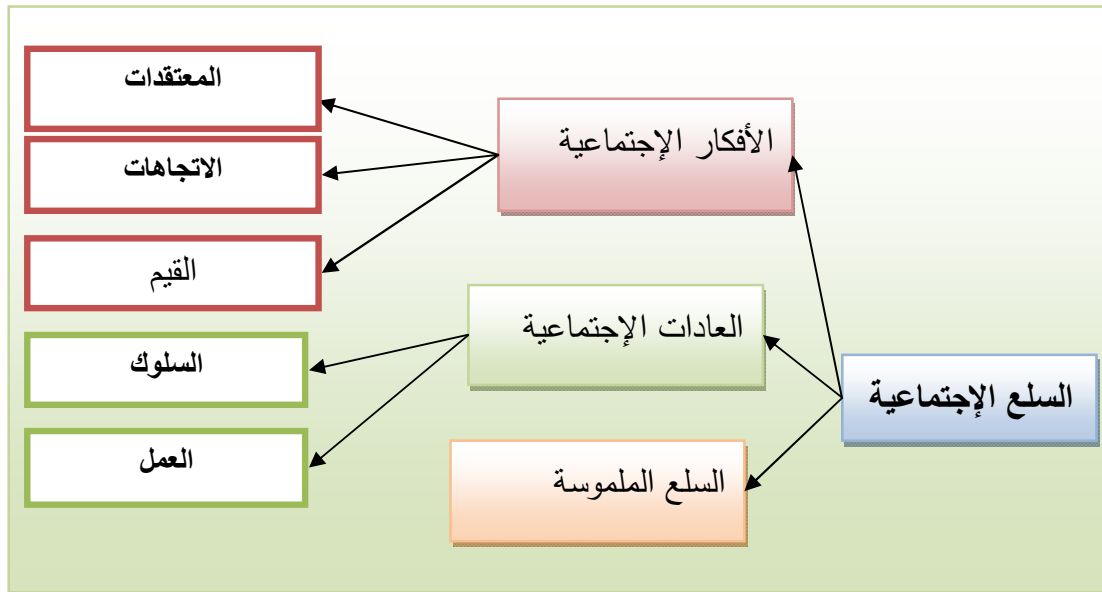 السلع الإجتماعية
الأفكار الإجتماعية
المعتقدات
الاتجاهات
القيم
العادات الإجتماعية
السلوك
العمل
السلع الملموسة